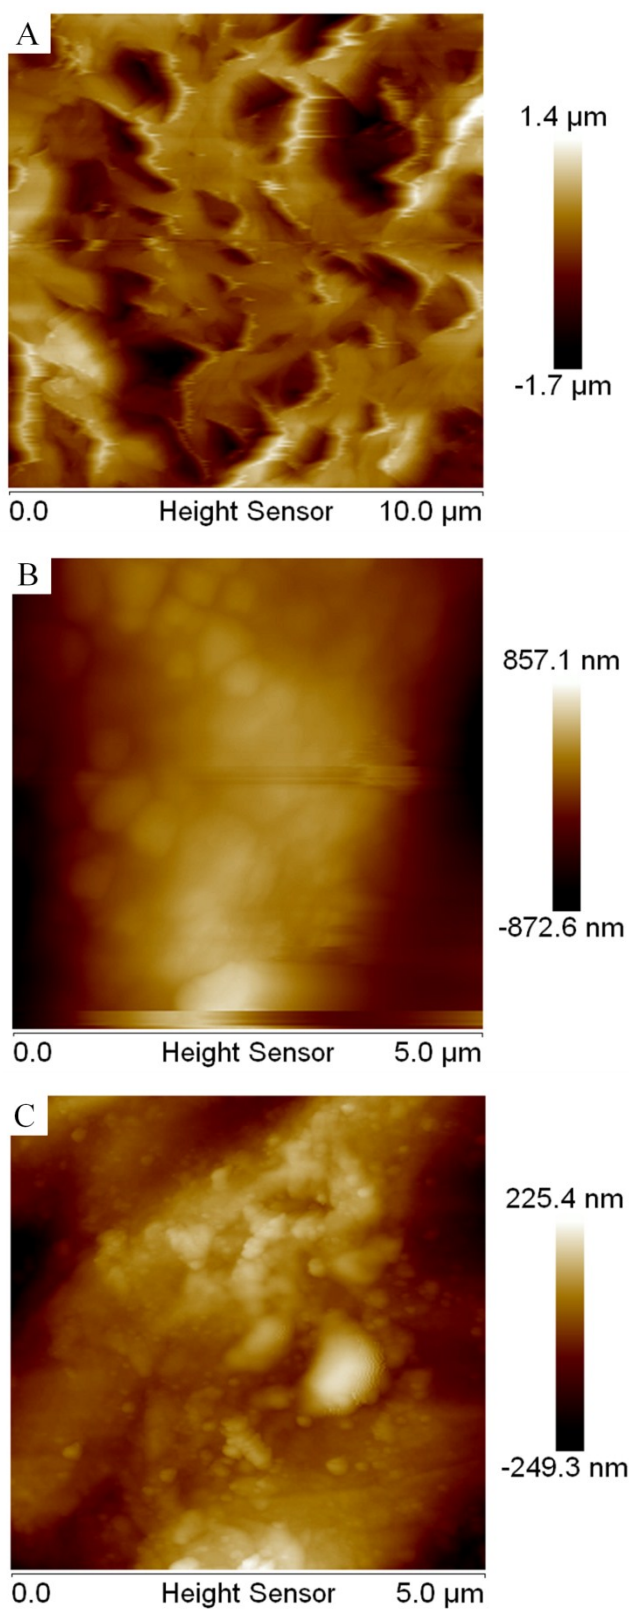 A
1.4 µm
-1.7 µm
0.0 Height Sensor 10.0 µm
B
857.1 nm
-872.6 nm
0.0 Height Sensor 5.0 µm
C
225.4 nm
-249.3 nm
0.0 Height Sensor 5.0 µm